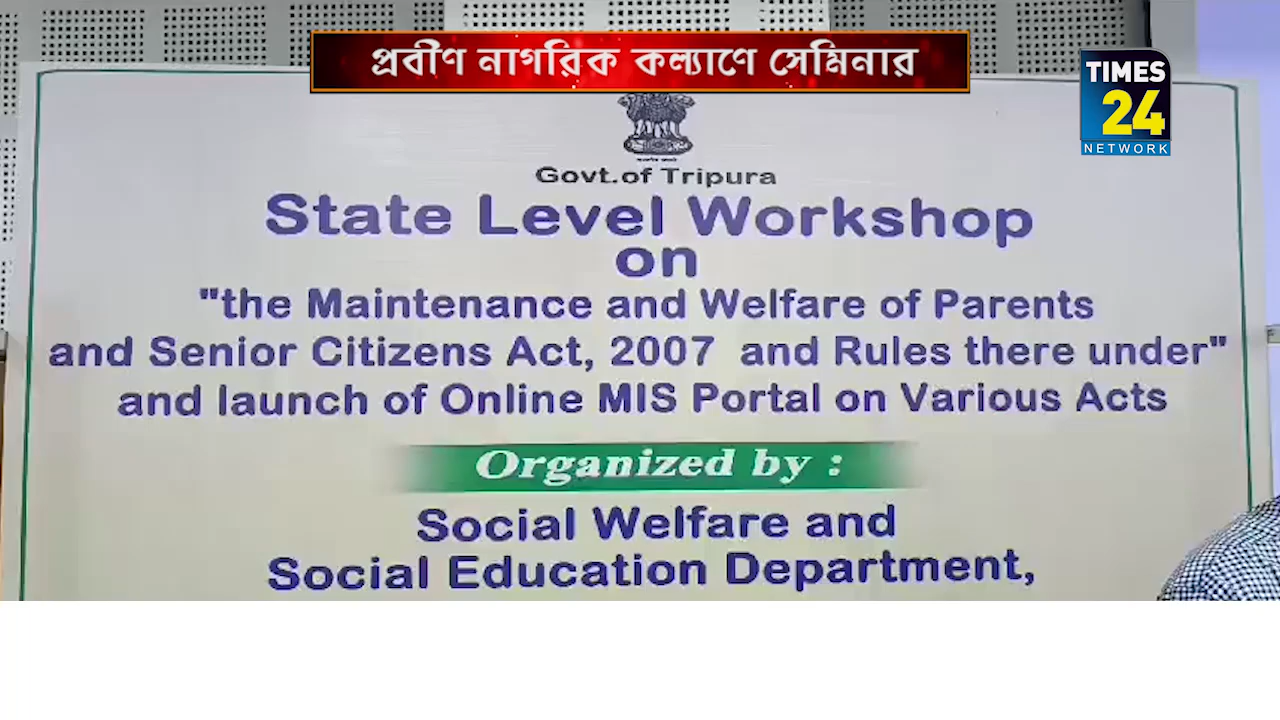 প্রবীণ নাগরিক কল্যাণে সেমিনার
TIMES
24
NETWORK
Govt.of Tripura
State Level Workshop
on
"the Maintenance and Welfare of Parents
and Senior Citizens Act, 2007 and Rules there under"
and launch of Online MIS Portal on Various Acts
Organized by :
Social Welfare and
Social Education Department,